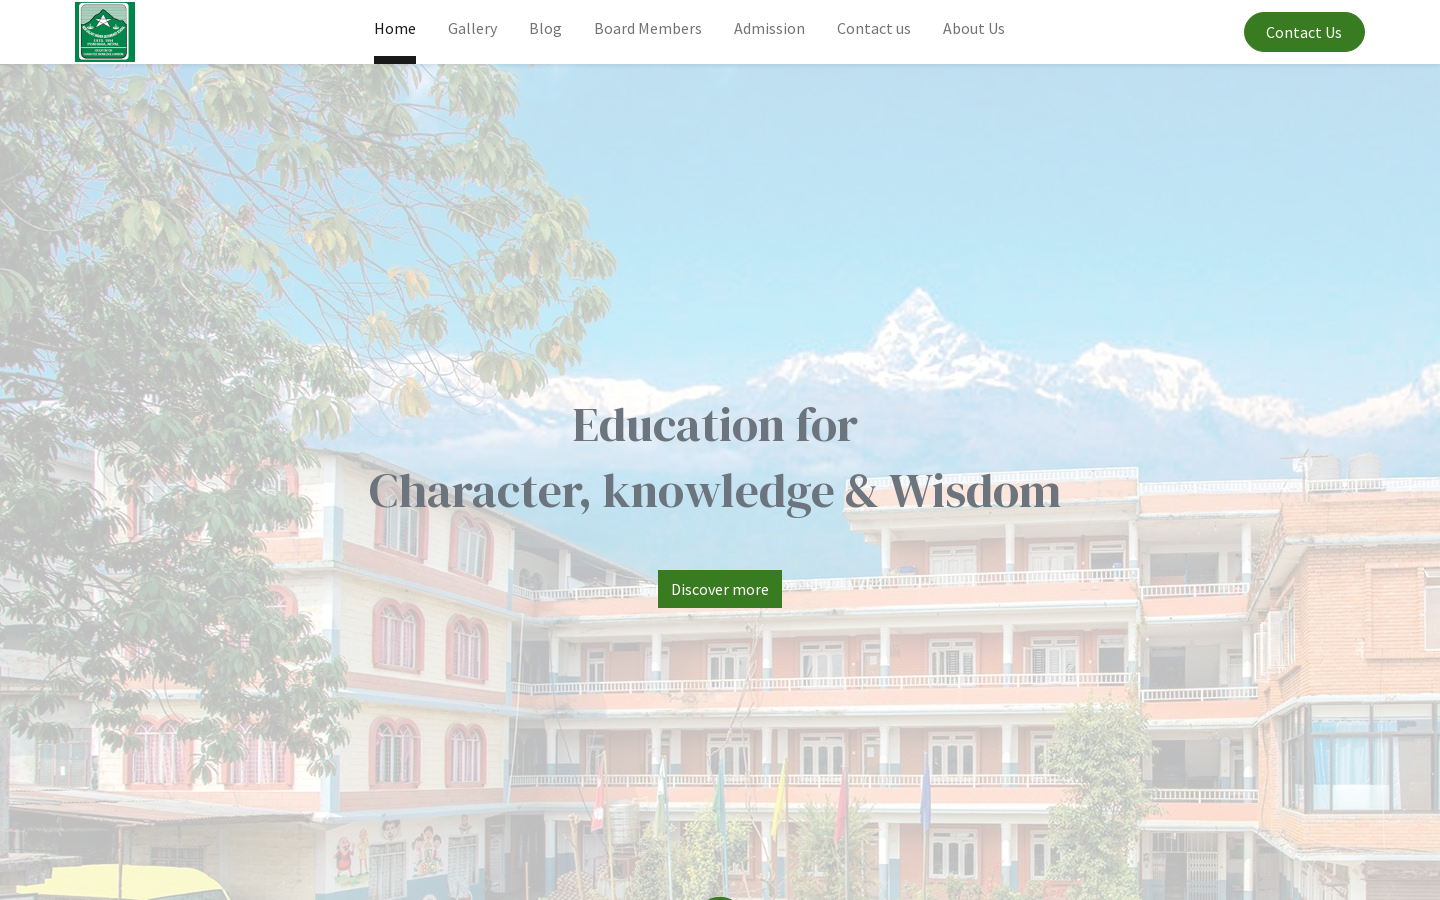 Home
Gallery
Blog
Board Members
Admission
Contact us
About Us
Contact Us
Education for
Character, knowledge & Wisdom
Discover more